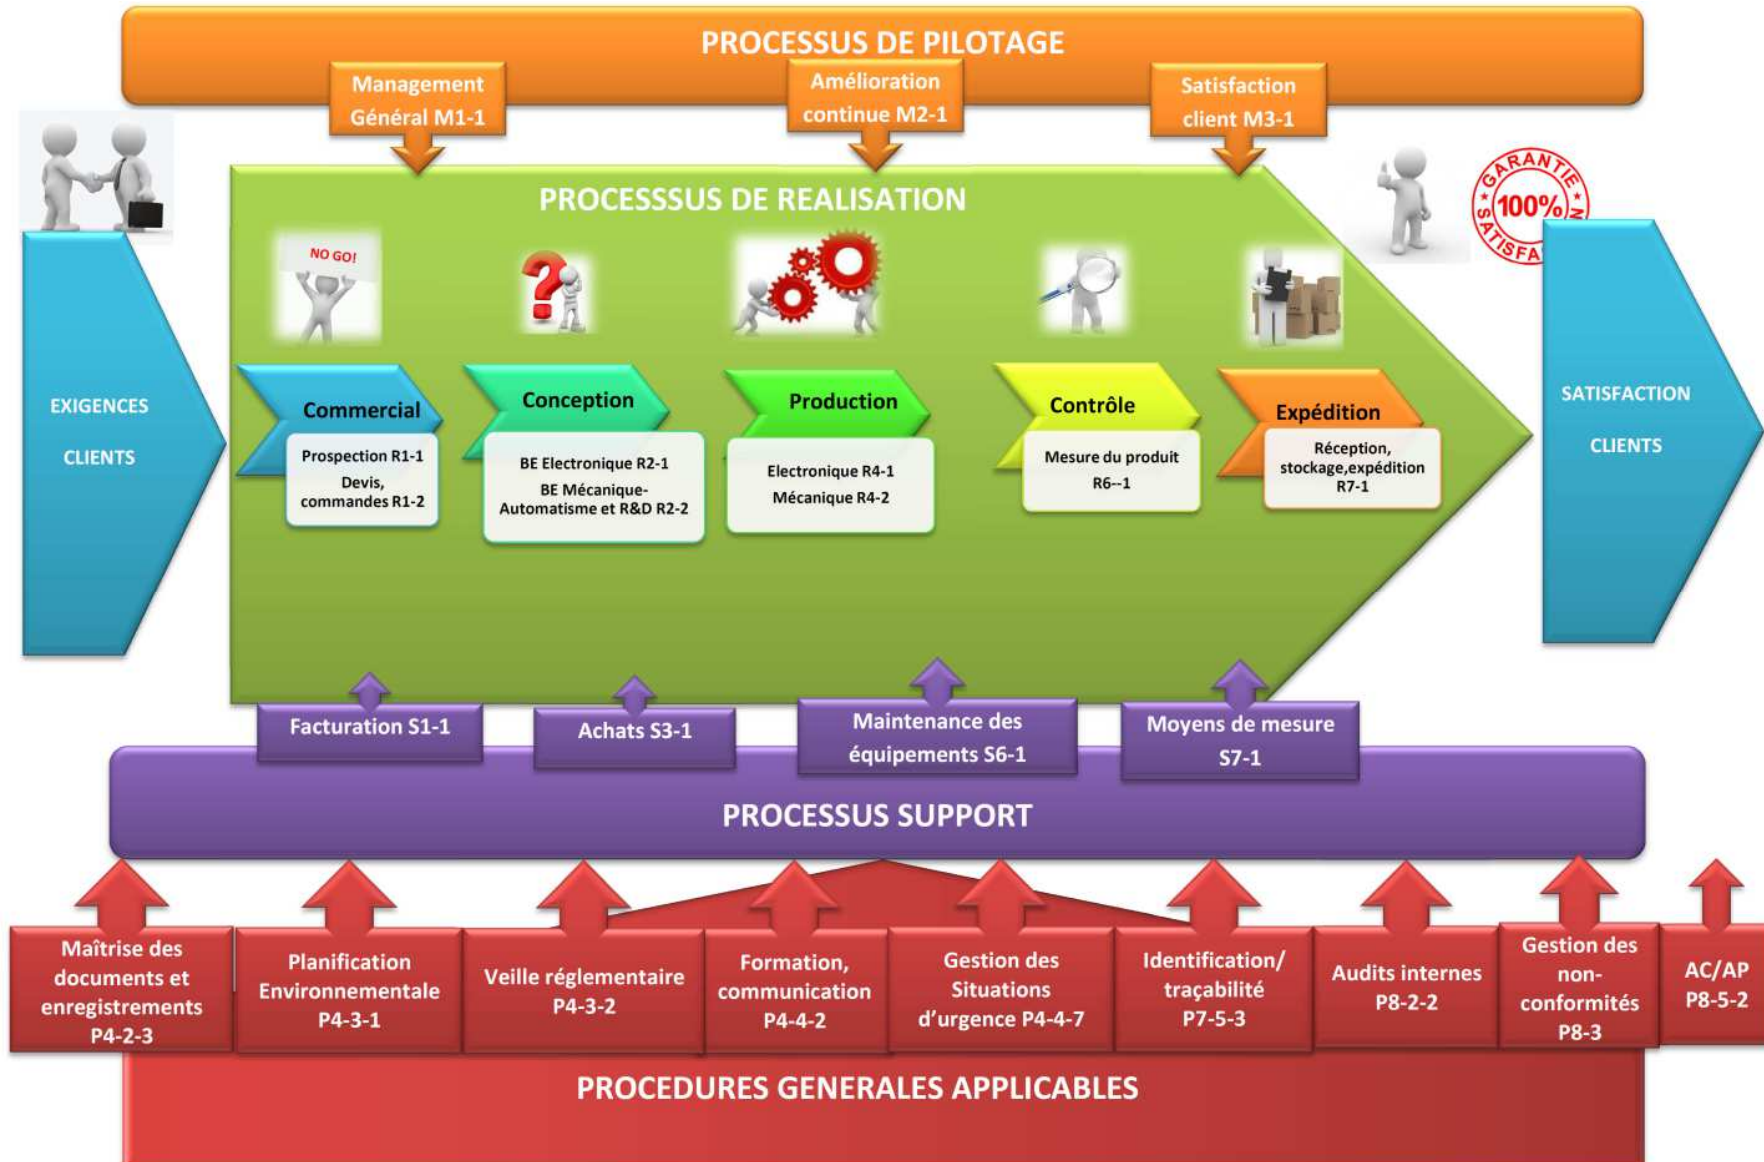 PROCESSUS DE PILOTAGE
Management
Général M1-1
Amélioration
continue M2-1
Satisfaction
client M3-1
PROCESSSUS DE REALISATION
GARANTIE
100%
NO GO!
EXIGENCES
CLIENTS
Commercial
Prospection R1-1
Devis,
commandes R1-2
Conception
BE Electronique R2-1
BE Mécanique-
Automatisme et R&D R2-2
Production
Electronique R4-1
Mécanique R4-2
Contrôle
Mesure du produit
R6--1
Expédition
Réception,
stockage,expédition
R7-1
SATISFACTION
CLIENTS
Facturation S1-1
Achats S3-1
Maintenance des
équipements S6-1
Moyens de mesure
S7-1
PROCESSUS SUPPORT
Maîtrise des
documents et
enregistrements
P4-2-3
Planification
Environnementale
P4-3-1
Veille réglementaire
P4-3-2
Formation,
communication
P4-4-2
Gestion des
Situations
d’urgence P4-4-7
Identification/
traçabilité
P7-5-3
Audits internes
P8-2-2
Gestion des
non-
conformités
P8-3
AC/AP
P8-5-2
PROCEDURES GENERALES APPLICABLES